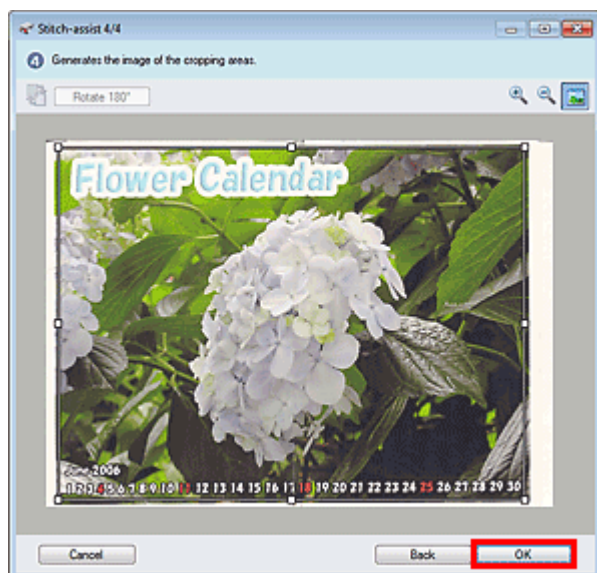 Stitch-assist 4/4
4 Generates the image of the cropping areas.
Rotate 180°
Flower Calendar
June 2006
1 2 3 4 5 6 7 8 9 10 11 12 13 14 15 16 17 18 19 20 21 22 23 24 25 26 27 28 29 30
Cancel Back OK